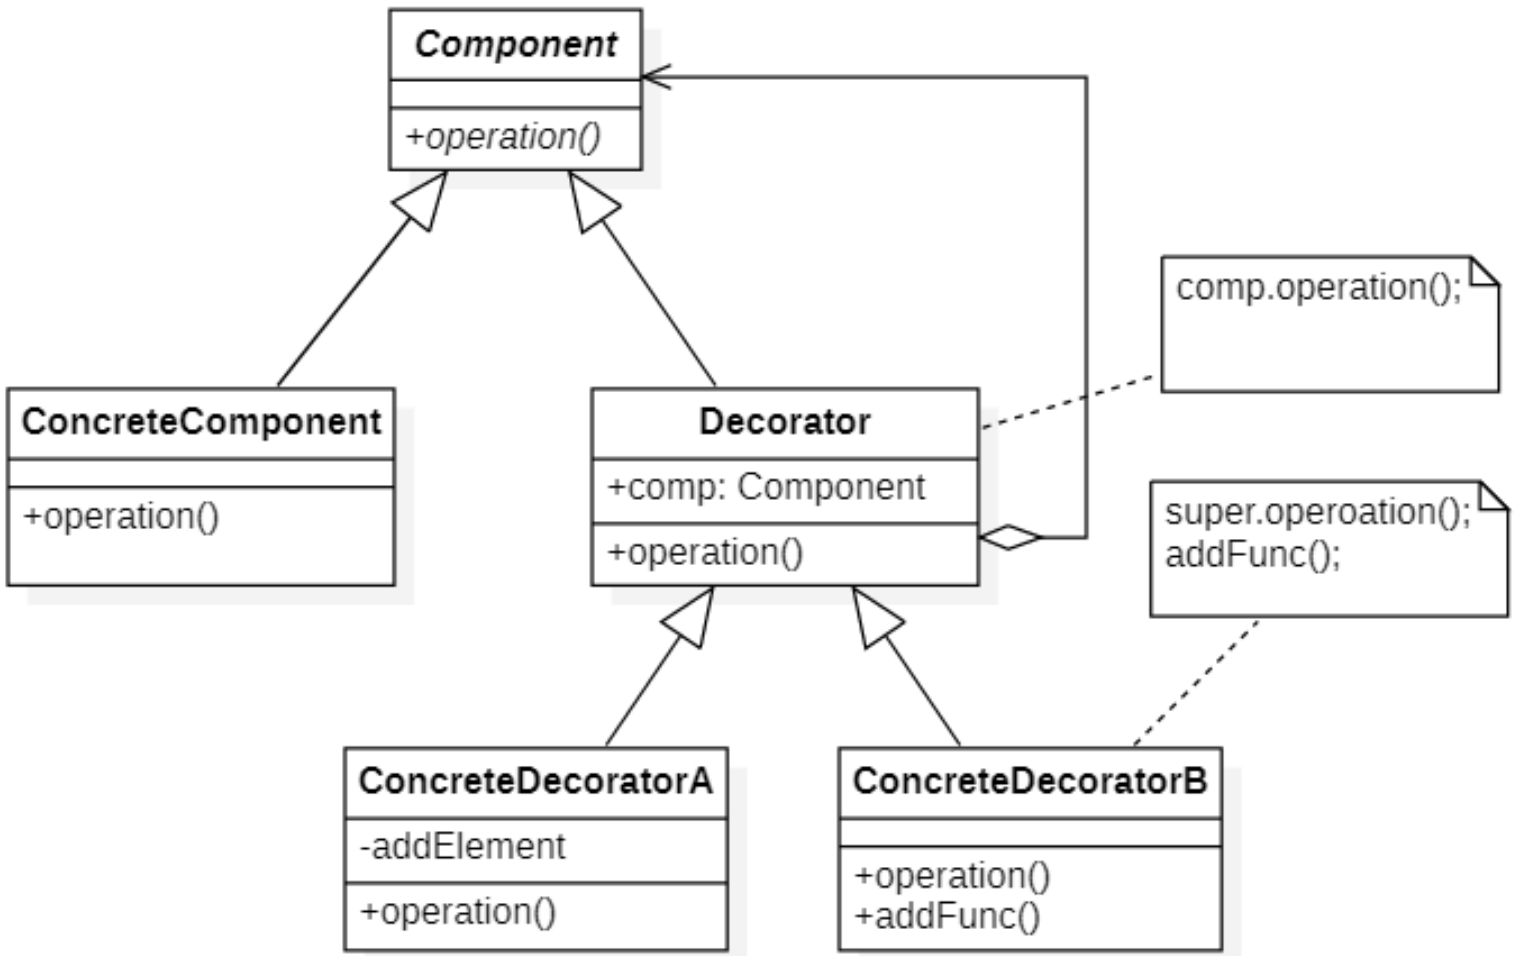 Component
+operation()
comp.operation();
ConcreteComponent
+operation()
Decorator
+comp: Component
+operation()
super.operoation();
addFunc();
ConcreteDecoratorA
-addElement
+operation()
ConcreteDecoratorB
+operation()
+addFunc()